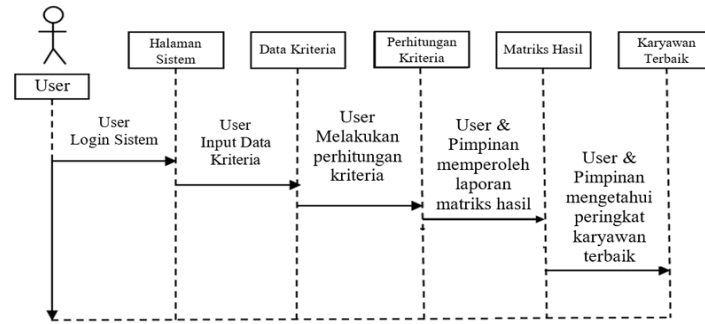 User
Halaman
Sistem
Data Kriteria
Perhitungan
Kriteria
Matriks Hasil
Karyawan
Terbaik
User
Login Sistem
User
Input Data
Kriteria
User
Melakukan
perhitungan
kriteria
User &
Pimpinan
memperoleh
laporan
matriks hasil
User &
Pimpinan
mengetahui
peringkat
karyawan
terbaik